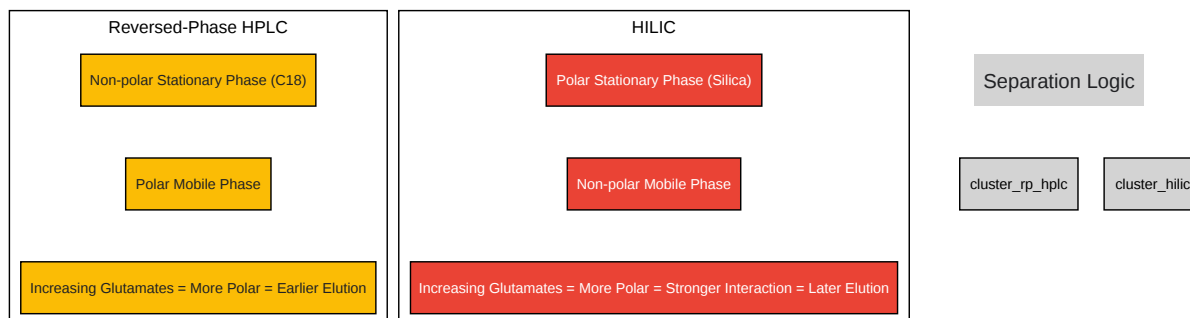 Reversed-Phase HPLC
Non-polar Stationary Phase (C18)
Polar Mobile Phase
Increasing Glutamates = More Polar = Earlier Elution
HILIC
Polar Stationary Phase (Silica)
Non-polar Mobile Phase
Increasing Glutamates = More Polar = Stronger Interaction = Later Elution
Separation Logic
cluster_rp_hplc
cluster_hilic